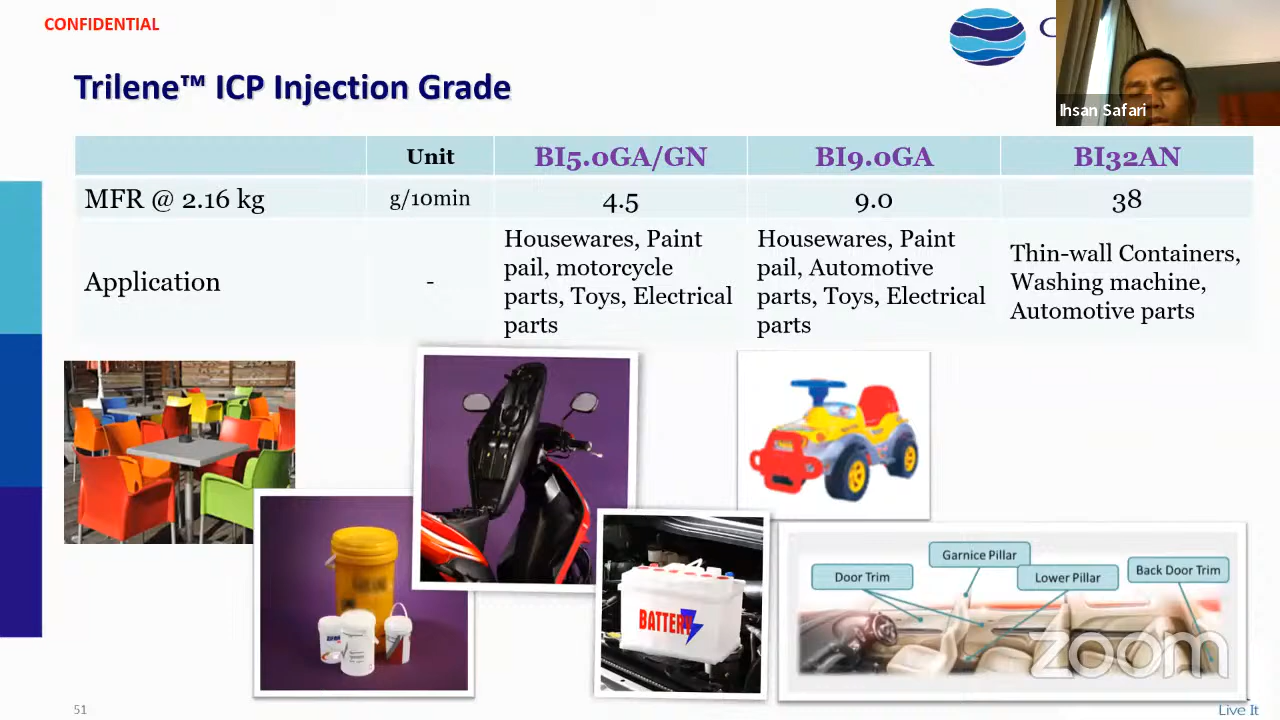 CONFIDENTIAL
C
Ihsan Safari
Trilene™ ICP Injection Grade
Unit BI5.0GA/GN BI9.0GA BI32AN
MFR @ 2.16 kg g/10min 4.5 9.0 38
Application - Housewares, Paint pail, motorcycle parts, Toys, Electrical parts Housewares, Paint pail, Automotive parts, Toys, Electrical parts Thin-wall Containers, Washing machine, Automotive parts
BATTERY
Door Trim
Garnice Pillar
Lower Pillar
Back Door Trim
zoom
51
Live It